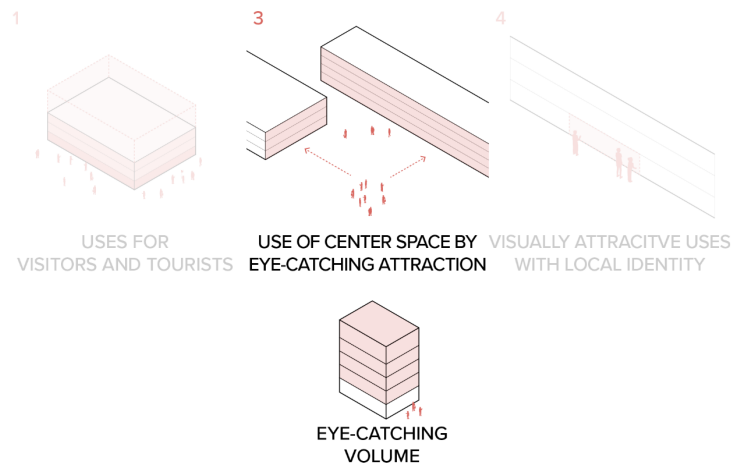 1
3
4
USES FOR
VISITORS AND TOURISTS
USE OF CENTER SPACE BY
EYE-CATCHING ATTRACTION
VISUALLY ATTRACITVE USES
WITH LOCAL IDENTITY
EYE-CATCHING
VOLUME